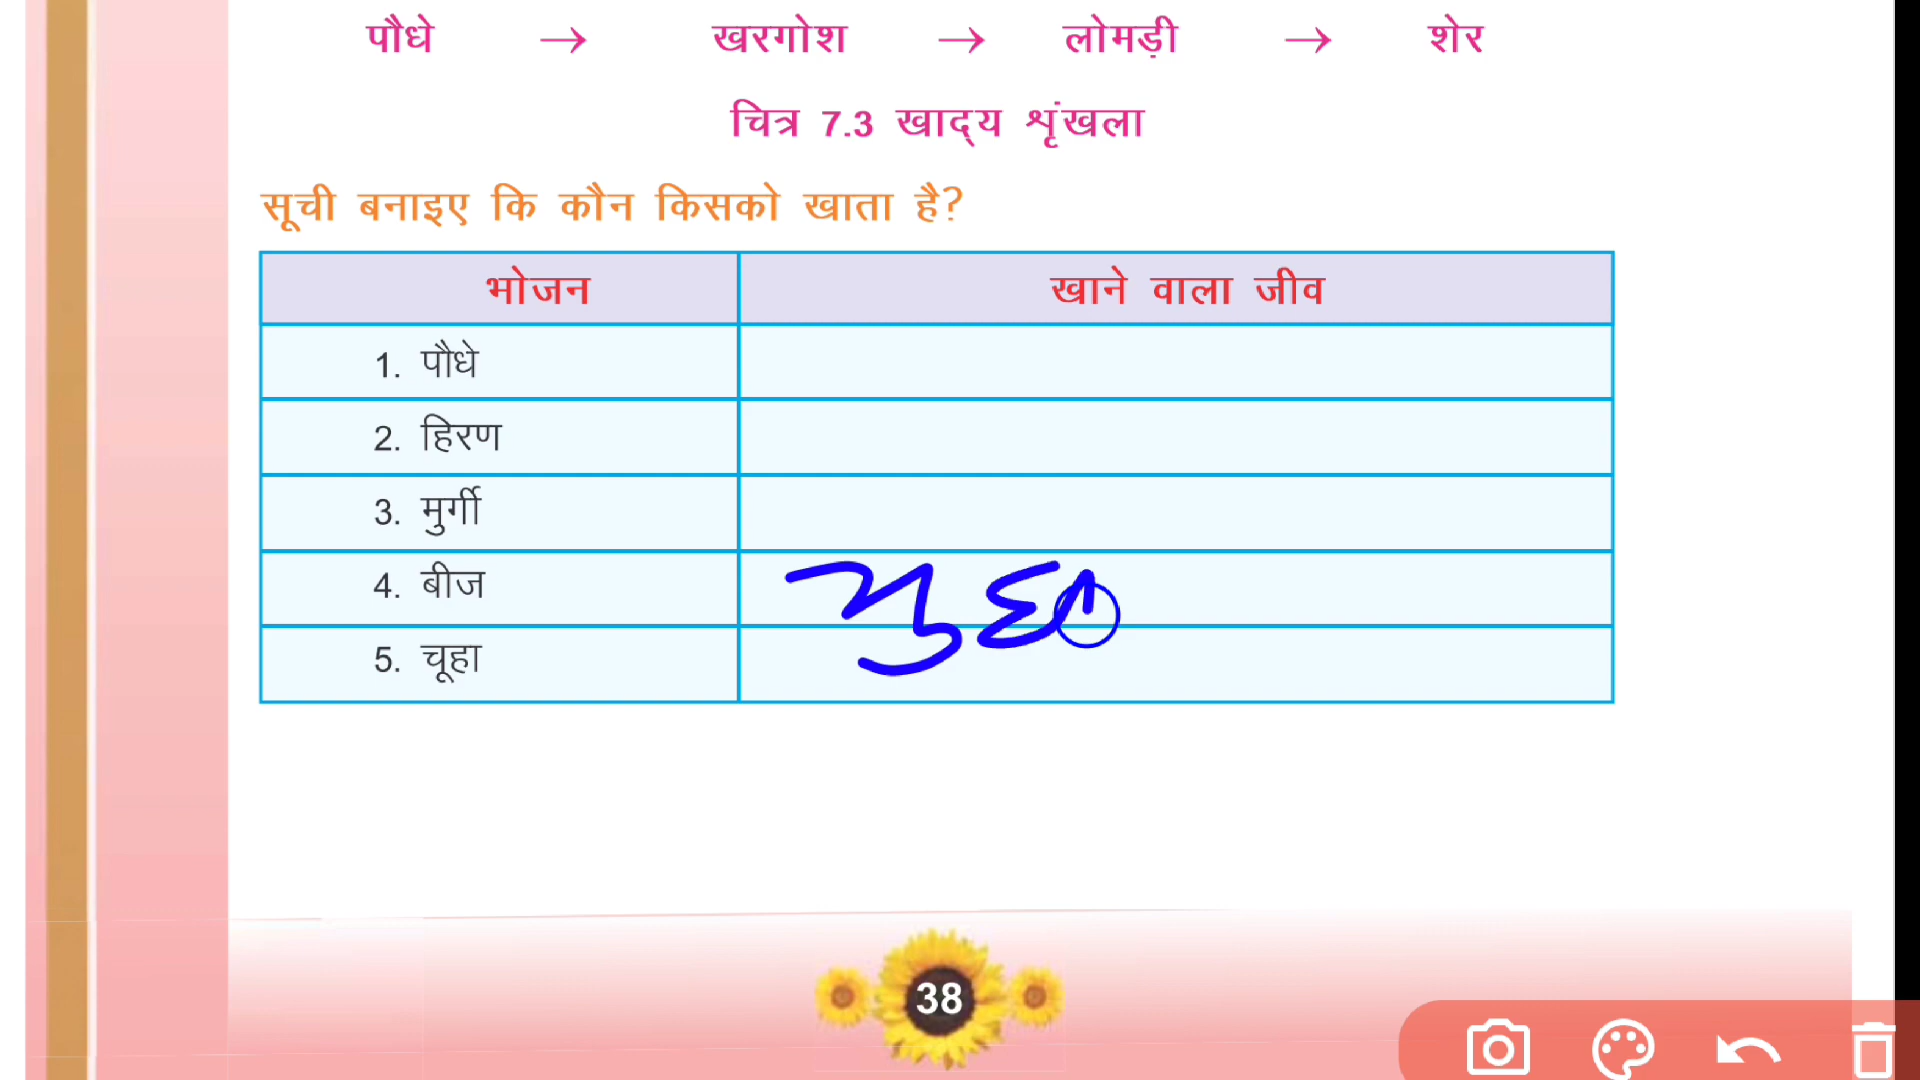 पौधे → खरगोश → लोमड़ी → शेर
चित्र 7.3 खाद्य शृंखला
सूची बनाइए कि कौन किसको खाता है?
भोजन खाने वाला जीव
1. पौधे
2. हिरण
3. मुर्गी
4. बीज
5. चूहा
38